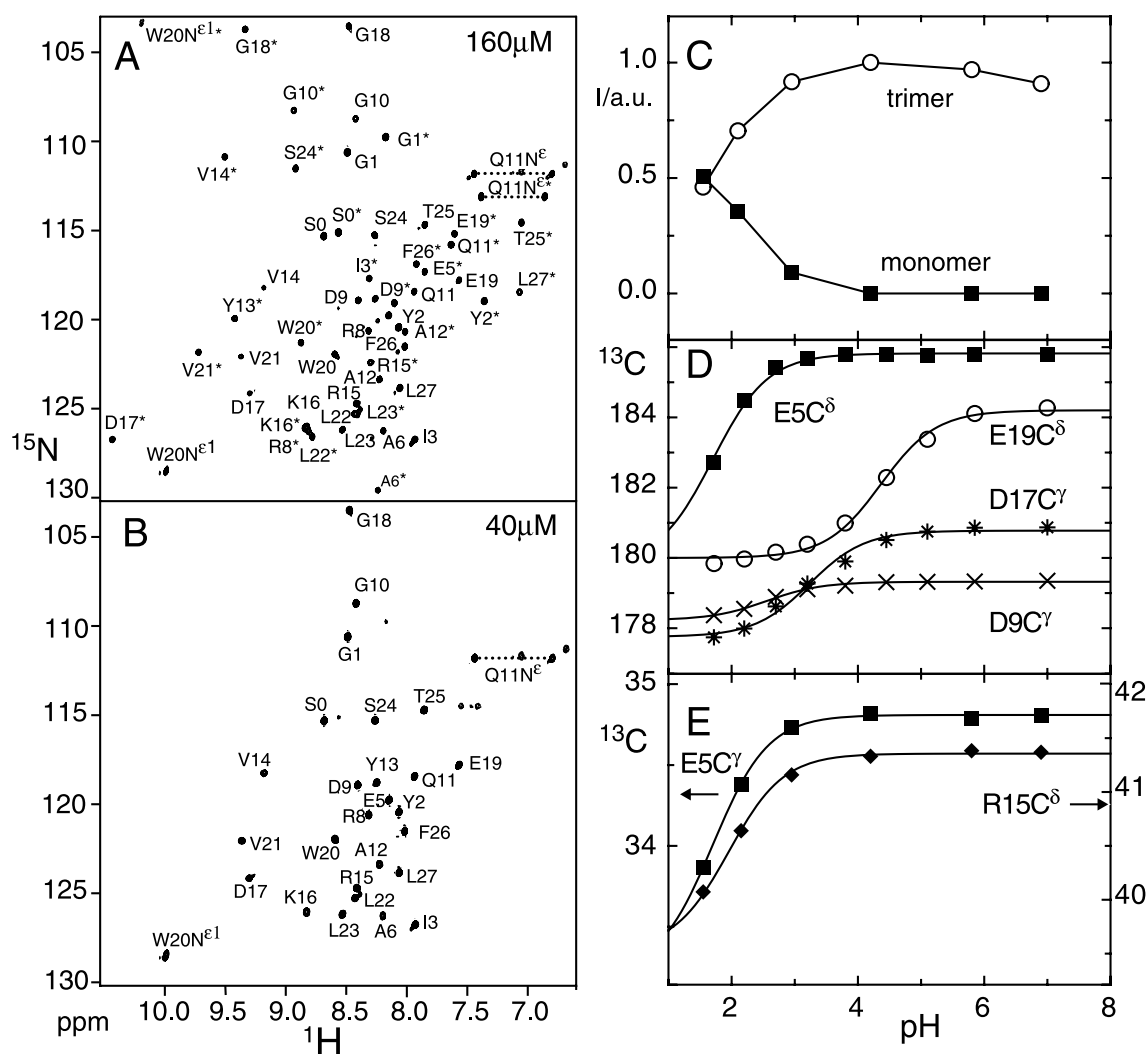 A
160μM
105
110
115
120
125
130
15N
W20Nε1*
G18*
G18
G10*
G10
G1*
G1
V14*
S24*
Q11Nε
Q11Nε*
S0
S0*
S24
T25
E19*
Q11*
T25*
F26*
E5*
E19
I3*
L27*
V14
D9
D9*
Q11
Y2*
Y13*
R8
Y2
A12*
W20*
F26
V21
W20
R15*
V21*
A12
L27
D17
K16
R15
L23*
D17*
K16*
L22
R8*
L22*
L23
A6
I3
W20Nε1
A6*
B
40μM
105
110
115
120
125
130
G18
G10
G1
Q11Nε
S0
S24
T25
V14
Y13
E19
D9
Q11
E5
Y2
R8
F26
V21
W20
A12
L27
D17
R15
K16
L22
L23
A6
I3
W20Nε1
ppm
10.0
9.0
8.0
7.0
1H
C
1.0
I/a.u.
0.5
0.0
trimer
monomer
D
13C
184
182
180
178
E5Cδ
E19Cδ
D17Cγ
D9Cγ
E
35
13C
34
42
41
40
E5Cγ
R15Cδ
2
4
6
8
pH